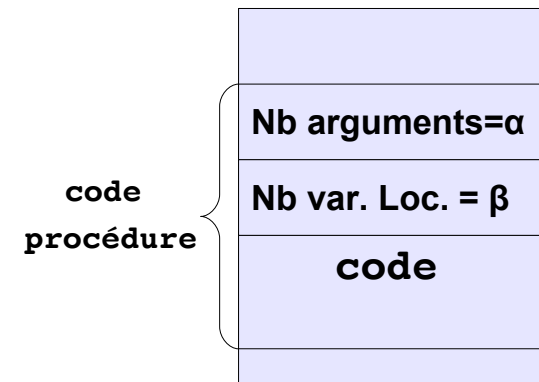 Nb arguments=α
Nb var. Loc. = β
code
procédure
code